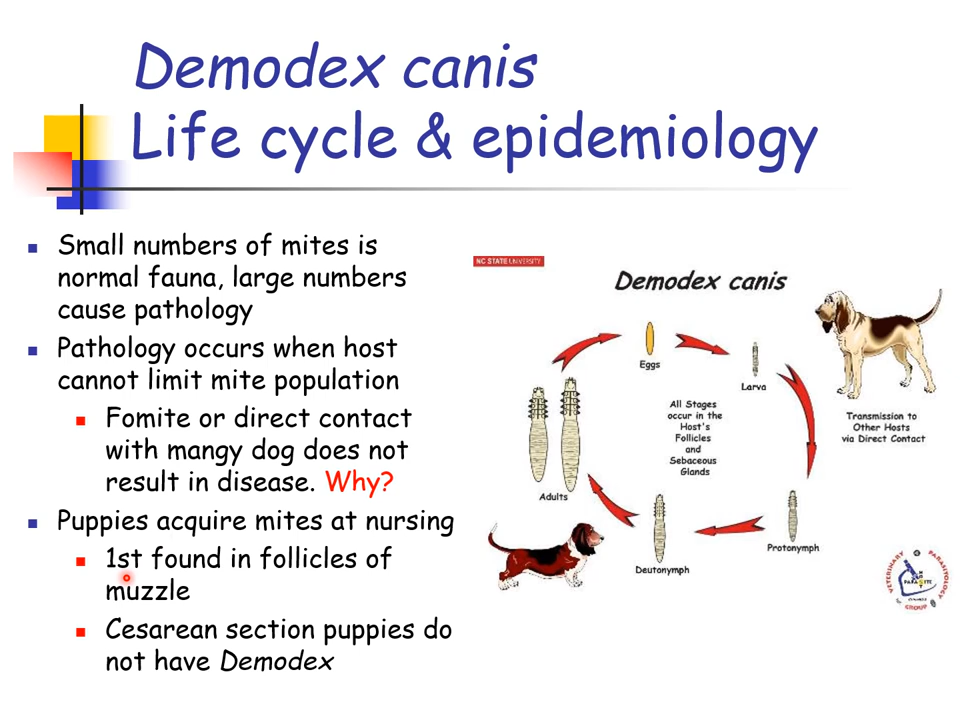 Demodex canis
Life cycle & epidemiology
Small numbers of mites is
normal fauna, large numbers
cause pathology
Pathology occurs when host
cannot limit mite population
Fomite or direct contact
with mangy dog does not
result in disease. Why?
Puppies acquire mites at nursing
1st found in follicles of
muzzle
Cesarean section puppies do
not have Demodex
NC STATE UNIVERSITY
Demodex canis
Eggs
Larva
All Stages
occur in the
Host's
Follicles
and
Sebaceous
Glands
Transmission to
Other Hosts
via Direct Contact
Adults
Protonymph
Deutonymph
VETERINARY PARASITOLOGY
GROUP